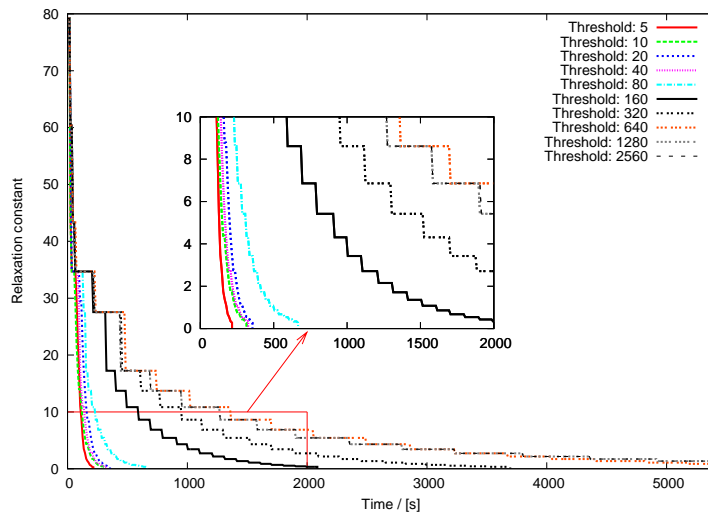 80
70
60
50
40
30
20
10
0
Relaxation constant
0
1000
2000
3000
4000
5000
Time / [s]
Threshold: 5
Threshold: 10
Threshold: 20
Threshold: 40
Threshold: 80
Threshold: 160
Threshold: 320
Threshold: 640
Threshold: 1280
Threshold: 2560
10
8
6
4
2
0
0
500
1000
1500
2000